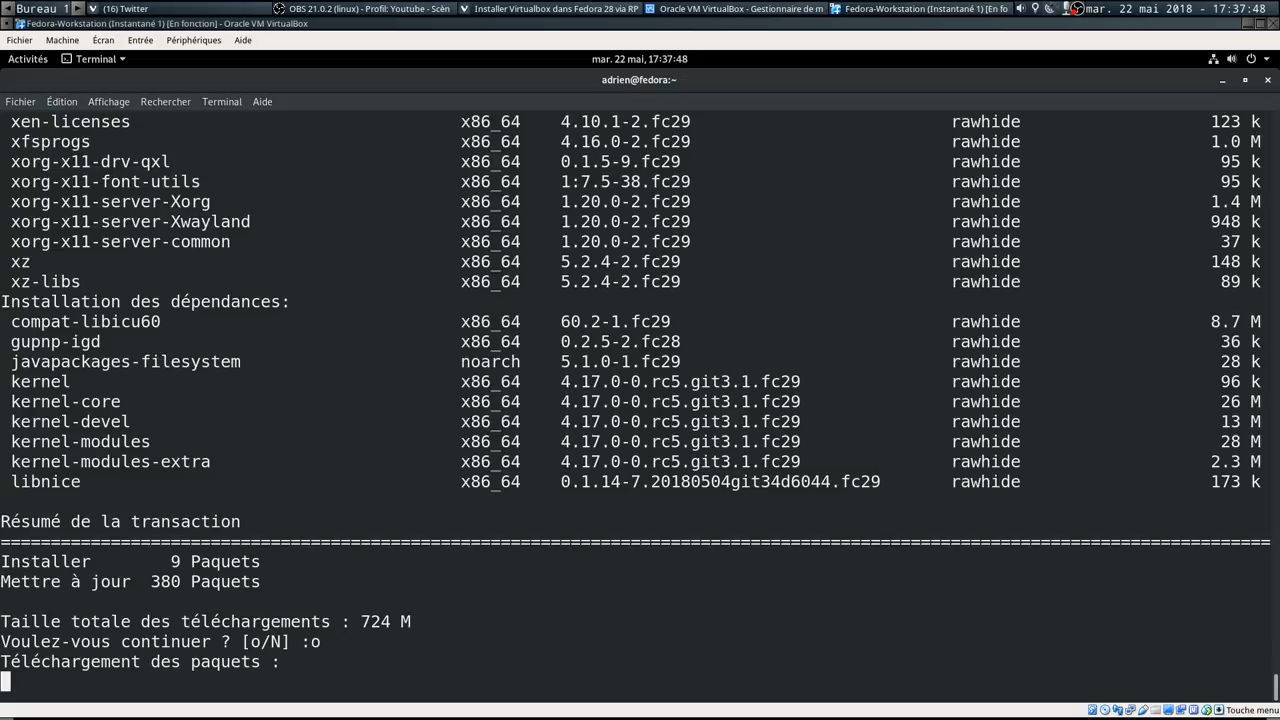 Bureau 1 (16) Twitter OBS 21.0.2 (linux) - Profil: Youtube - Scèn Installer Virtualbox dans Fedora 28 via RP Oracle VM VirtualBox - Gestionnaire de m Fedora-Workstation (Instantané 1) [En fo mar. 22 mai 2018 - 17:37:48
Fedora-Workstation (Instantané 1) [En fonction] - Oracle VM VirtualBox
Fichier Machine Écran Entrée Périphériques Aide
Activités Terminal mar. 22 mai, 17:37:48
adrien@fedora:~
Fichier Édition Affichage Rechercher Terminal Aide
xen-licenses x86_64 4.10.1-2.fc29 rawhide 123 k
xfsprogs x86_64 4.16.0-2.fc29 rawhide 1.0 M
xorg-x11-drv-qxl x86_64 0.1.5-9.fc29 rawhide 95 k
xorg-x11-font-utils x86_64 1:7.5-38.fc29 rawhide 95 k
xorg-x11-server-Xorg x86_64 1.20.0-2.fc29 rawhide 1.4 M
xorg-x11-server-Xwayland x86_64 1.20.0-2.fc29 rawhide 948 k
xorg-x11-server-common x86_64 1.20.0-2.fc29 rawhide 37 k
xz x86_64 5.2.4-2.fc29 rawhide 148 k
xz-libs x86_64 5.2.4-2.fc29 rawhide 89 k
Installation des dépendances:
compat-libicu60 x86_64 60.2-1.fc29 rawhide 8.7 M
gupnp-igd x86_64 0.2.5-2.fc28 rawhide 36 k
javapackages-filesystem noarch 5.1.0-1.fc29 rawhide 28 k
kernel x86_64 4.17.0-0.rc5.git3.1.fc29 rawhide 96 k
kernel-core x86_64 4.17.0-0.rc5.git3.1.fc29 rawhide 26 M
kernel-devel x86_64 4.17.0-0.rc5.git3.1.fc29 rawhide 13 M
kernel-modules x86_64 4.17.0-0.rc5.git3.1.fc29 rawhide 28 M
kernel-modules-extra x86_64 4.17.0-0.rc5.git3.1.fc29 rawhide 2.3 M
libnice x86_64 0.1.14-7.20180504git34d6044.fc29 rawhide 173 k
Résumé de la transaction
================================================================================
Installer 9 Paquets
Mettre à jour 380 Paquets
Taille totale des téléchargements : 724 M
Voulez-vous continuer ? [o/N] :o
Téléchargement des paquets :
Touche menu